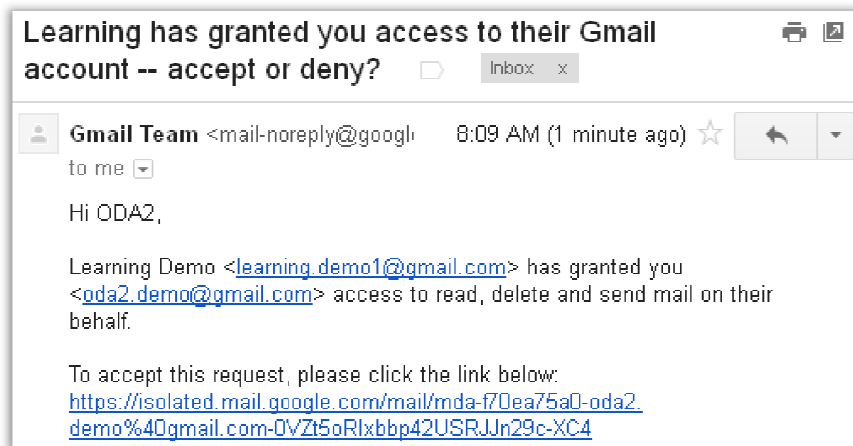 Learning has granted you access to their Gmail
account -- accept or deny? Inbox x
Gmail Team <mail-noreply@googl 8:09 AM (1 minute ago)
to me
Hi ODA2,
Learning Demo <learning.demo1@gmail.com> has granted you
<oda2.demo@gmail.com> access to read, delete and send mail on their
behalf.
To accept this request, please click the link below:
https://isolated.mail.google.com/mail/mda-f70ea75a0-oda2.
demo%40gmail.com-0VZt5oRIxbbp42USRJJn29c-XC4